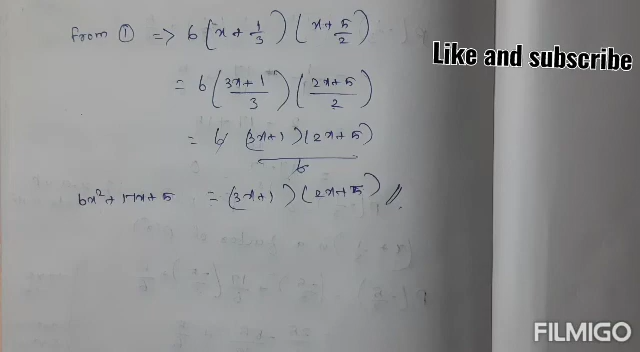 from ① => 6 (x + 1/3) (x + 5/2)
Like and subscribe
= 6 ((3x+1)/3) ((2x+5)/2)
= 6 (3x+1)(2x+5)/6
6x² + 17x + 5 = (3x+1)(2x+5) //.
FILMIGO